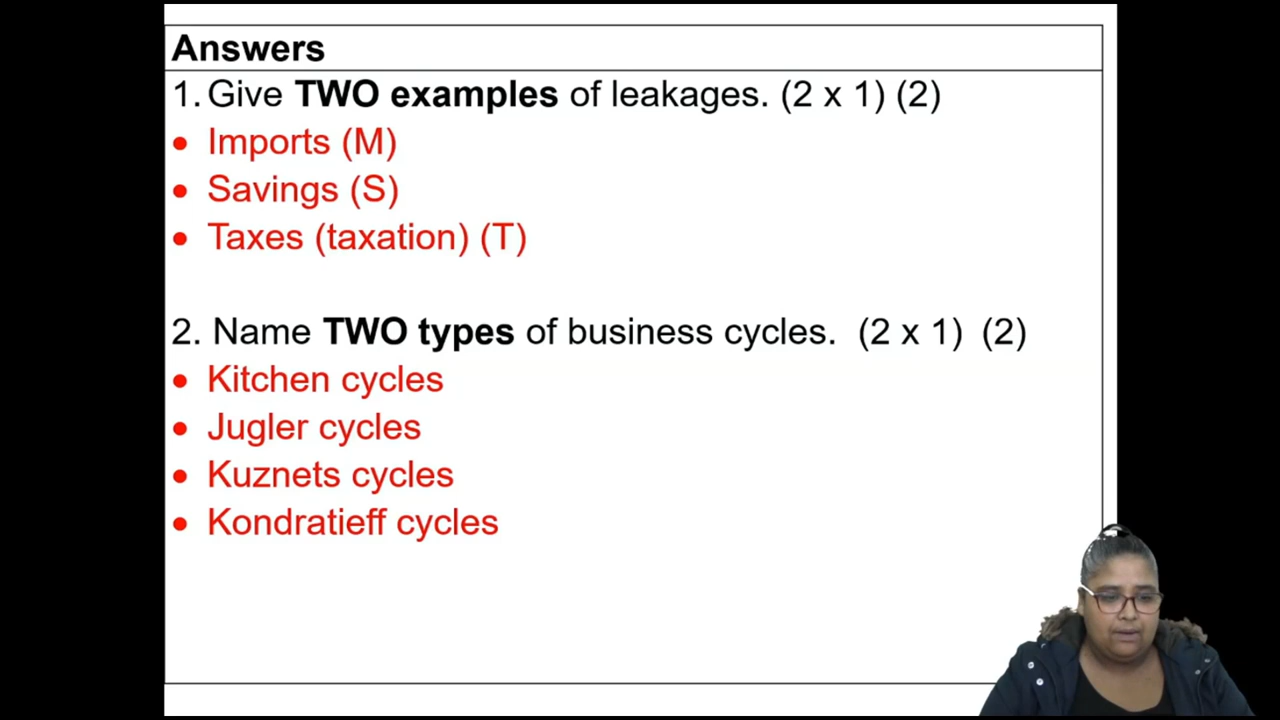 Answers
1. Give TWO examples of leakages. (2 x 1) (2)
• Imports (M)
• Savings (S)
• Taxes (taxation) (T)
2. Name TWO types of business cycles. (2 x 1) (2)
• Kitchen cycles
• Jugler cycles
• Kuznets cycles
• Kondratieff cycles